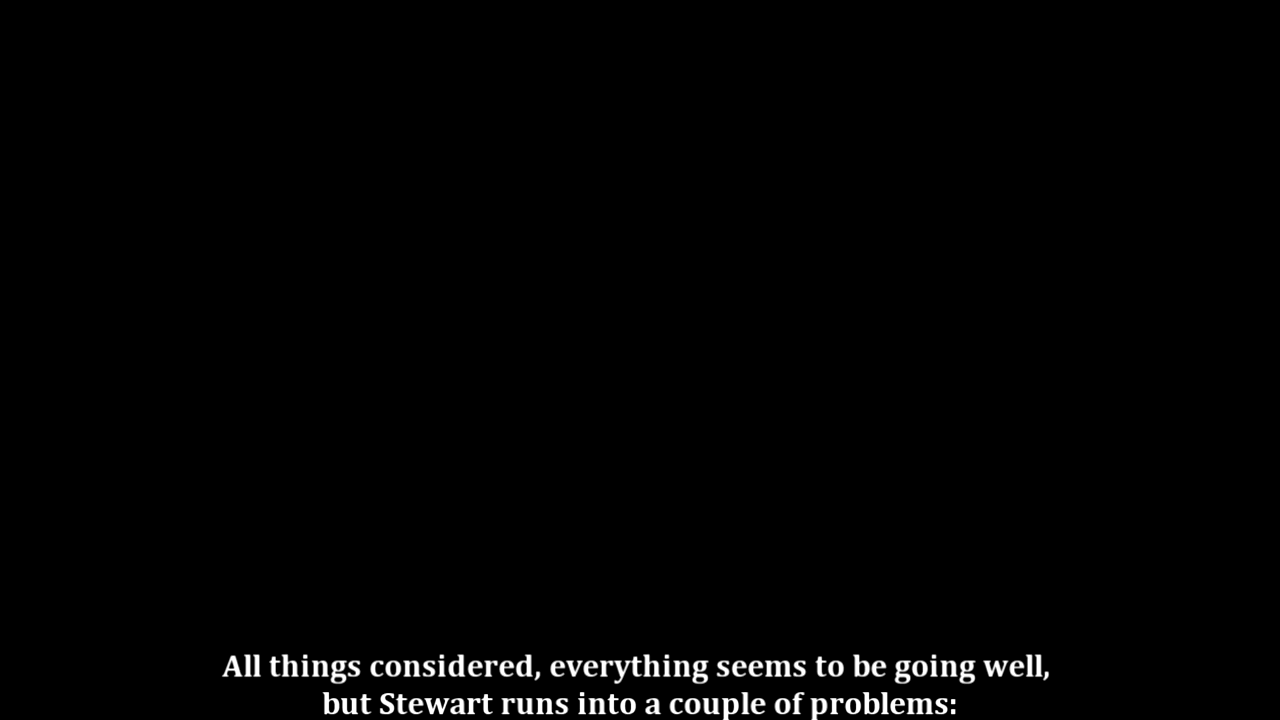 All things considered, everything seems to be going well,
but Stewart runs into a couple of problems: